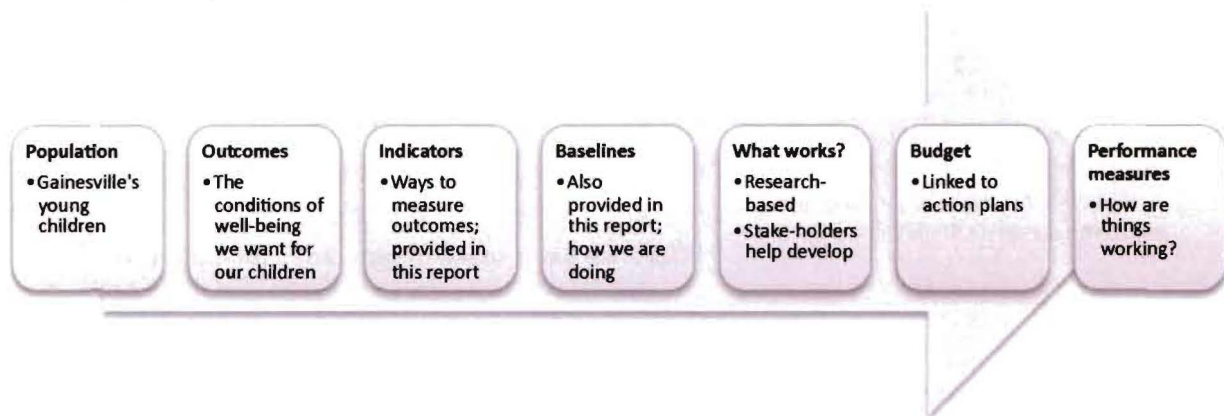 Population
• Gainesville's
young
children
Outcomes
• The
conditions of
well-being
we want for
our children
Indicators
• Ways to
measure
outcomes;
provided in
this report
Baselines
• Also
provided in
this report;
how we are
doing
What works?
• Research-
based
• Stake-holders
help develop
Budget
• Linked to
action plans
Performance
measures
• How are
things
working?